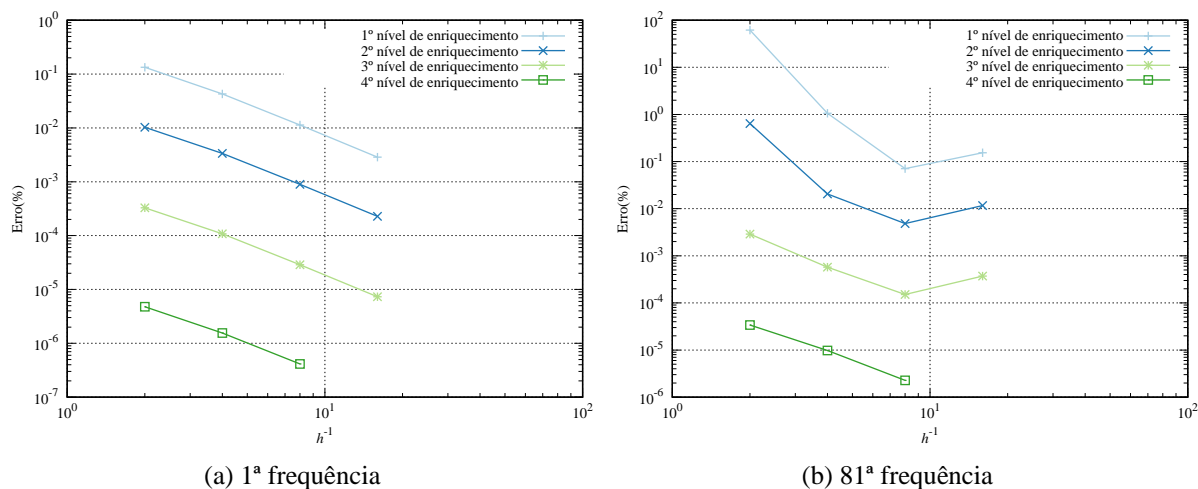 10^0
10^-1
10^-2
10^-3
10^-4
10^-5
10^-6
10^-7
Erro(%)
1º nível de enriquecimento
2º nível de enriquecimento
3º nível de enriquecimento
4º nível de enriquecimento
10^0 10^1 10^2
h^-1
(a) 1ª frequência
10^2
10^1
10^0
10^-1
10^-2
10^-3
10^-4
10^-5
10^-6
Erro(%)
1º nível de enriquecimento
2º nível de enriquecimento
3º nível de enriquecimento
4º nível de enriquecimento
10^0 10^1 10^2
h^-1
(b) 81ª frequência